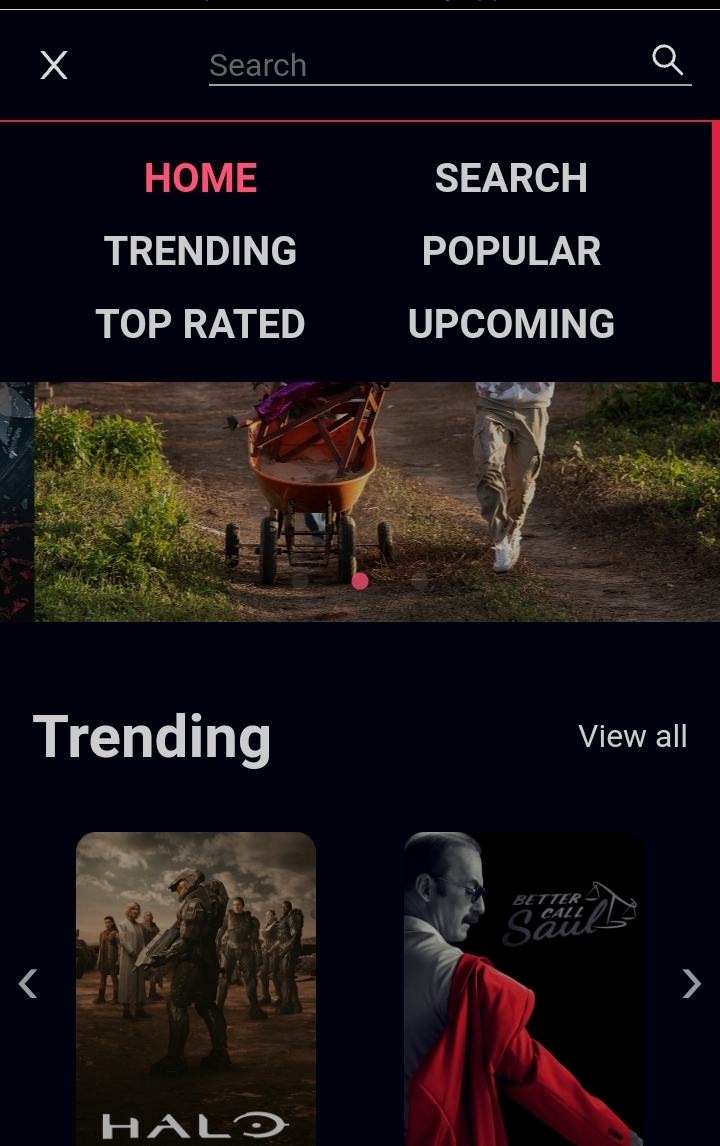 X
Search
HOME SEARCH
TRENDING POPULAR
TOP RATED UPCOMING
Trending View all
HALO
BETTER
CALL
Saul